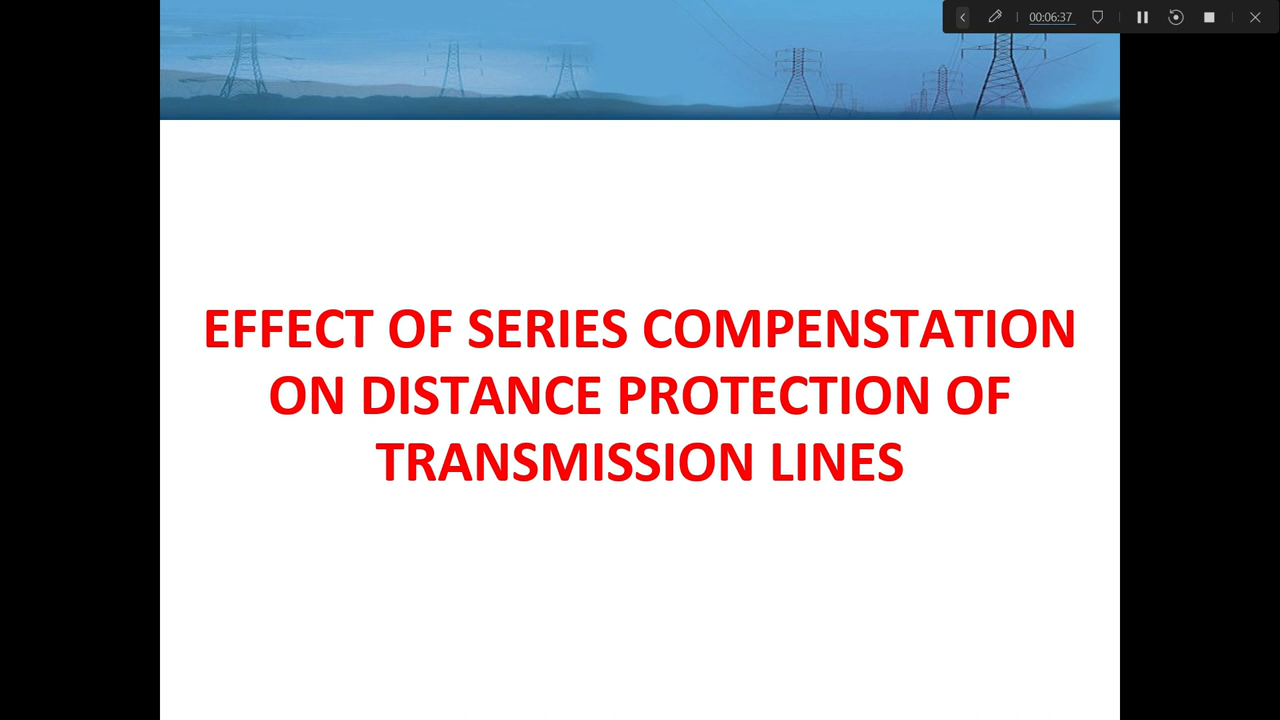 00:06:37
EFFECT OF SERIES COMPENSTATION
ON DISTANCE PROTECTION OF
TRANSMISSION LINES